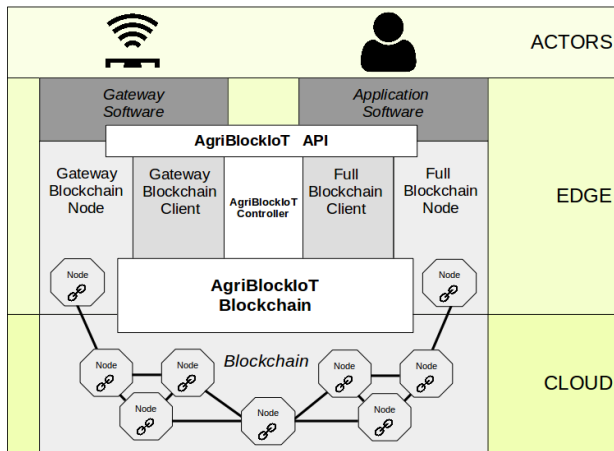 ACTORS
Gateway
Software
Application
Software
AgriBlockIoT API
Gateway
Blockchain
Node
Gateway
Blockchain
Client
AgriBlockIoT
Controller
Full
Blockchain
Client
Full
Blockchain
Node
EDGE
Node
AgriBlockIoT
Blockchain
Node
Blockchain
Node
Node
Node
Node
CLOUD
Node
Node
Node